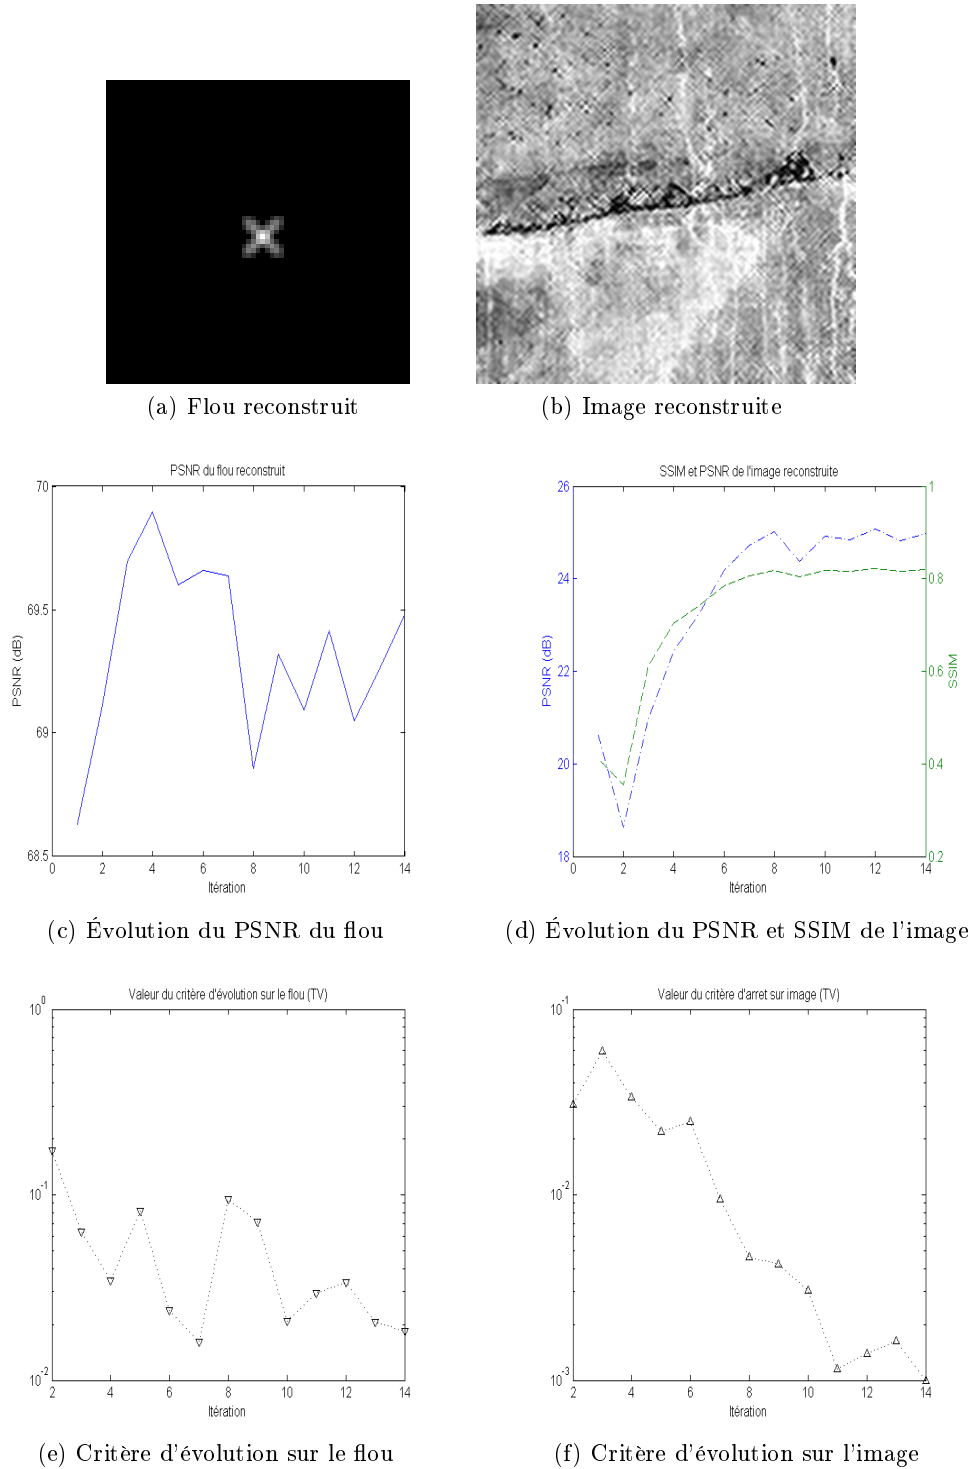 (a) Flou reconstruit
(b) Image reconstruite
PSNR du flou reconstruit
70
69.5
69
68.5
PSNR (dB)
0 2 4 6 8 10 12 14
Itération
(c) Évolution du PSNR du flou
SSIM et PSNR de l'image reconstruite
26
24
22
20
18
PSNR (dB)
1
0.8
0.6
0.4
0.2
SSIM
0 2 4 6 8 10 12 14
Itération
(d) Évolution du PSNR et SSIM de l'image
Valeur du critère d'évolution sur le flou (TV)
10^0
10^-1
10^-2
2 4 6 8 10 12 14
Itération
(e) Critère d'évolution sur le flou
Valeur du critère d'arret sur image (TV)
10^-1
10^-2
10^-3
2 4 6 8 10 12 14
Itération
(f) Critère d'évolution sur l'image